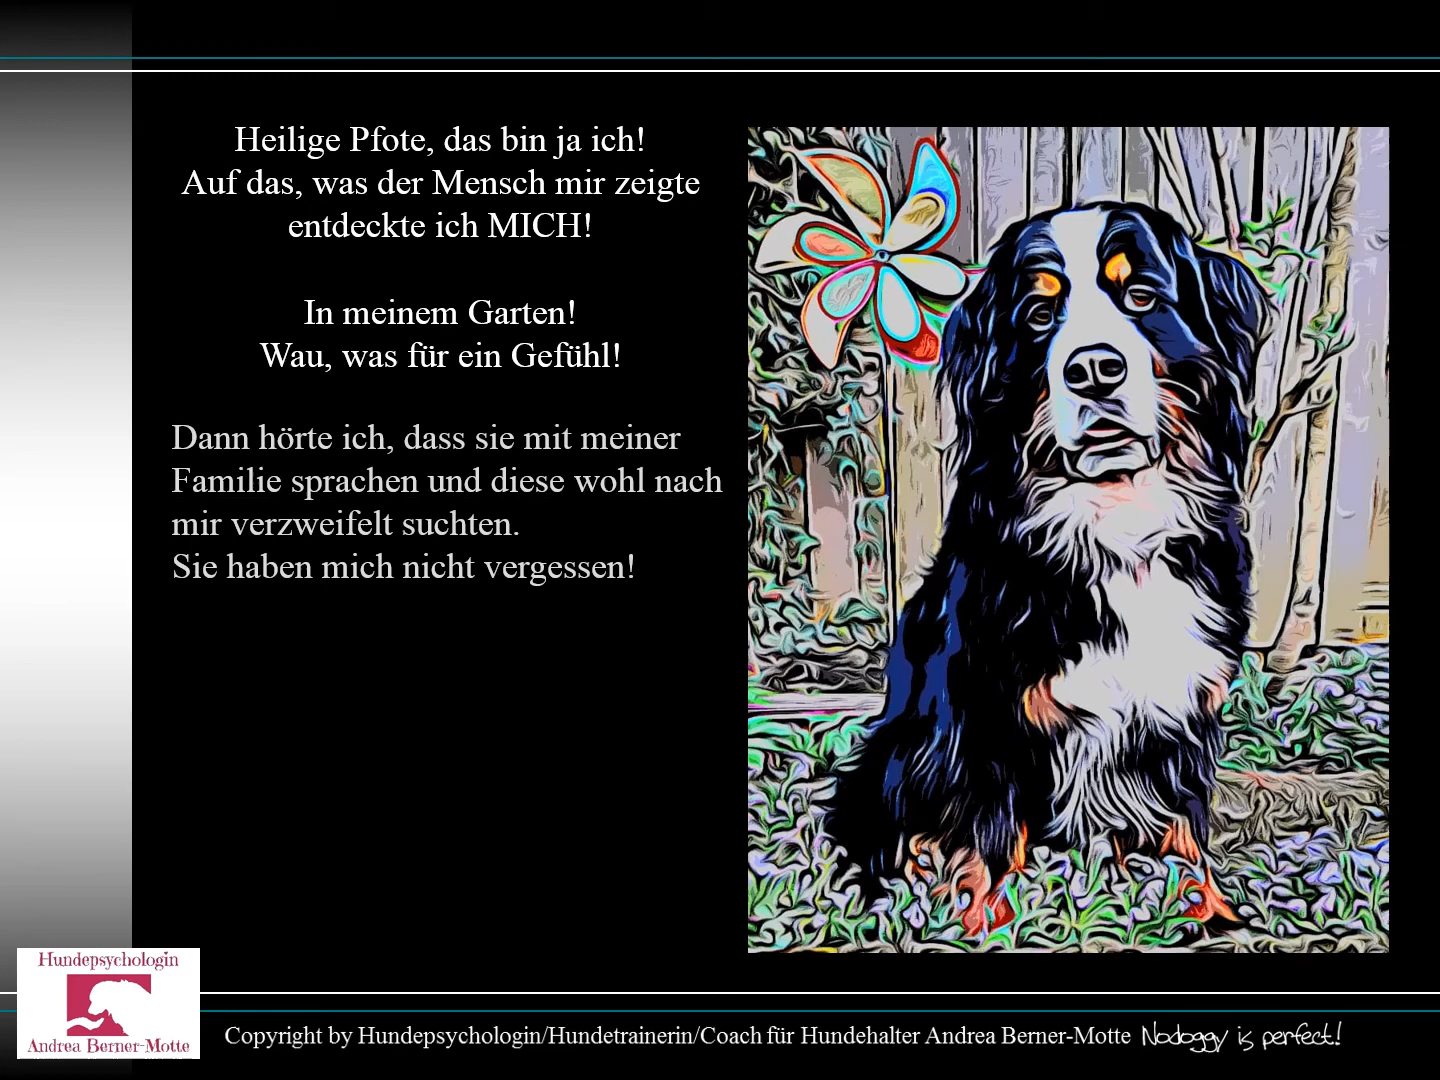 Heilige Pfote, das bin ja ich!
Auf das, was der Mensch mir zeigte
entdeckte ich MICH!
In meinem Garten!
Wau, was für ein Gefühl!
Dann hörte ich, dass sie mit meiner
Familie sprachen und diese wohl nach
mir verzweifelt suchten.
Sie haben mich nicht vergessen!
Hundepsychologin
Andrea Berner-Motte
Copyright by Hundepsychologin/Hundetrainerin/Coach für Hundehalter Andrea Berner-Motte Nodoggy is perfect!